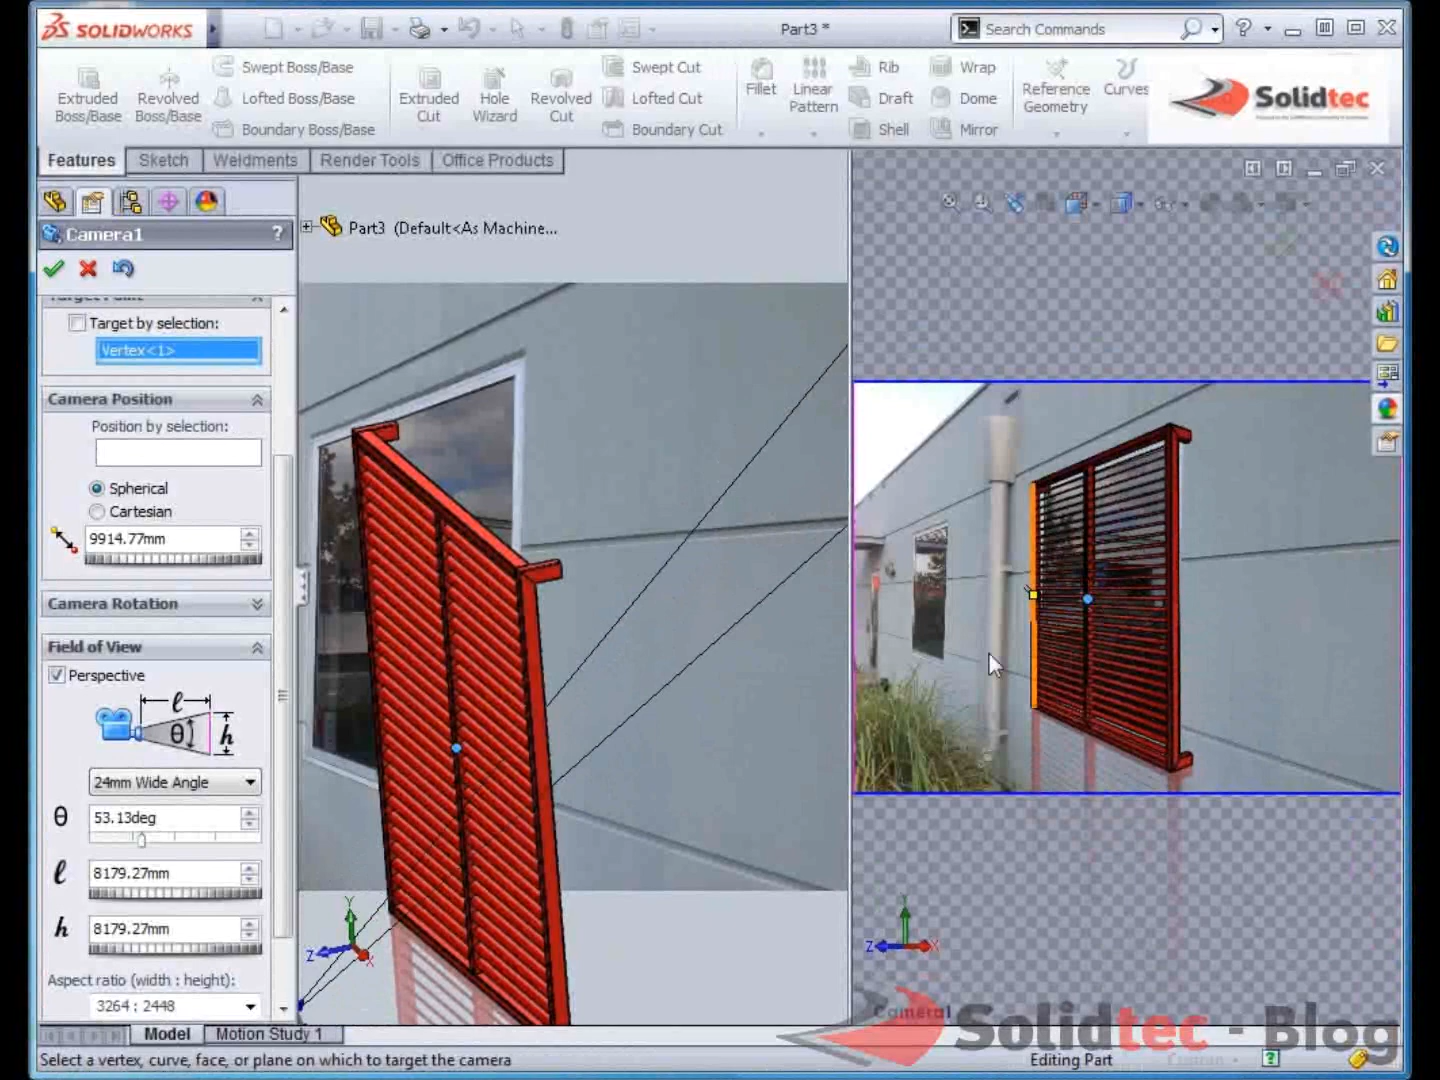 SOLIDWORKS
Part3 *
Search Commands
?
Extruded Boss/Base
Revolved Boss/Base
Swept Boss/Base
Lofted Boss/Base
Boundary Boss/Base
Extruded Cut
Hole Wizard
Revolved Cut
Swept Cut
Lofted Cut
Boundary Cut
Fillet
Linear Pattern
Rib
Draft
Shell
Wrap
Dome
Mirror
Reference Geometry
Curves
Solidtec
Features
Sketch
Weldments
Render Tools
Office Products
Camera1
?
Part3 (Default<As Machine...
Target Point
Target by selection:
Vertex<1>
Camera Position
Position by selection:
Spherical
Cartesian
9914.77mm
Camera Rotation
Field of View
Perspective
ℓ
θ
h
24mm Wide Angle
θ
53.13deg
ℓ
8179.27mm
h
8179.27mm
Aspect ratio (width : height):
3264 : 2448
Y
Z
X
Y
Z
X
Camera1
Solidtec - Blog
Model
Motion Study 1
Select a vertex, curve, face, or plane on which to target the camera
Editing Part
Custom
?